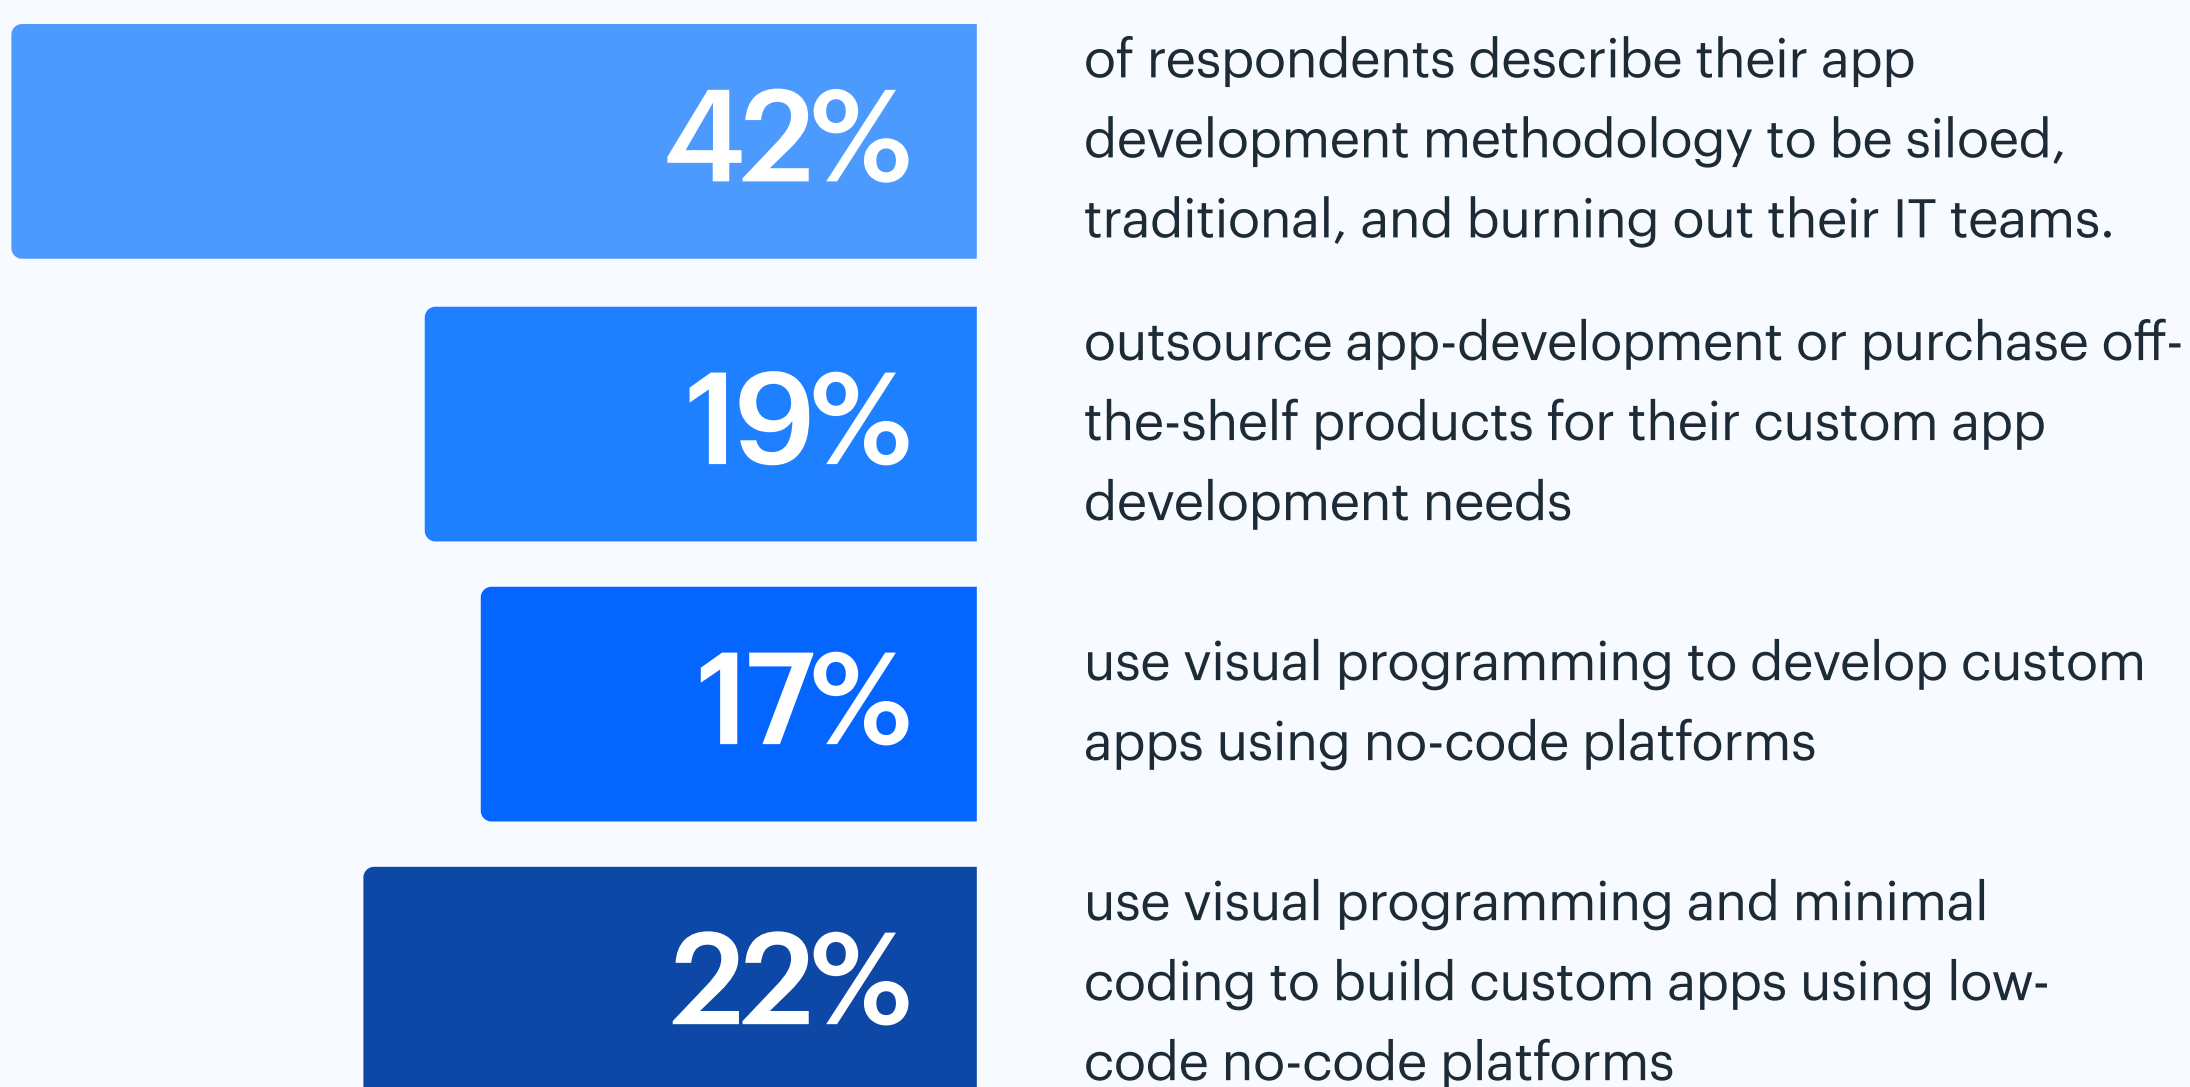 42%
of respondents describe their app
development methodology to be siloed,
traditional, and burning out their IT teams.
19%
outsource app-development or purchase off-
the-shelf products for their custom app
development needs
17%
use visual programming to develop custom
apps using no-code platforms
22%
use visual programming and minimal
coding to build custom apps using low-
code no-code platforms